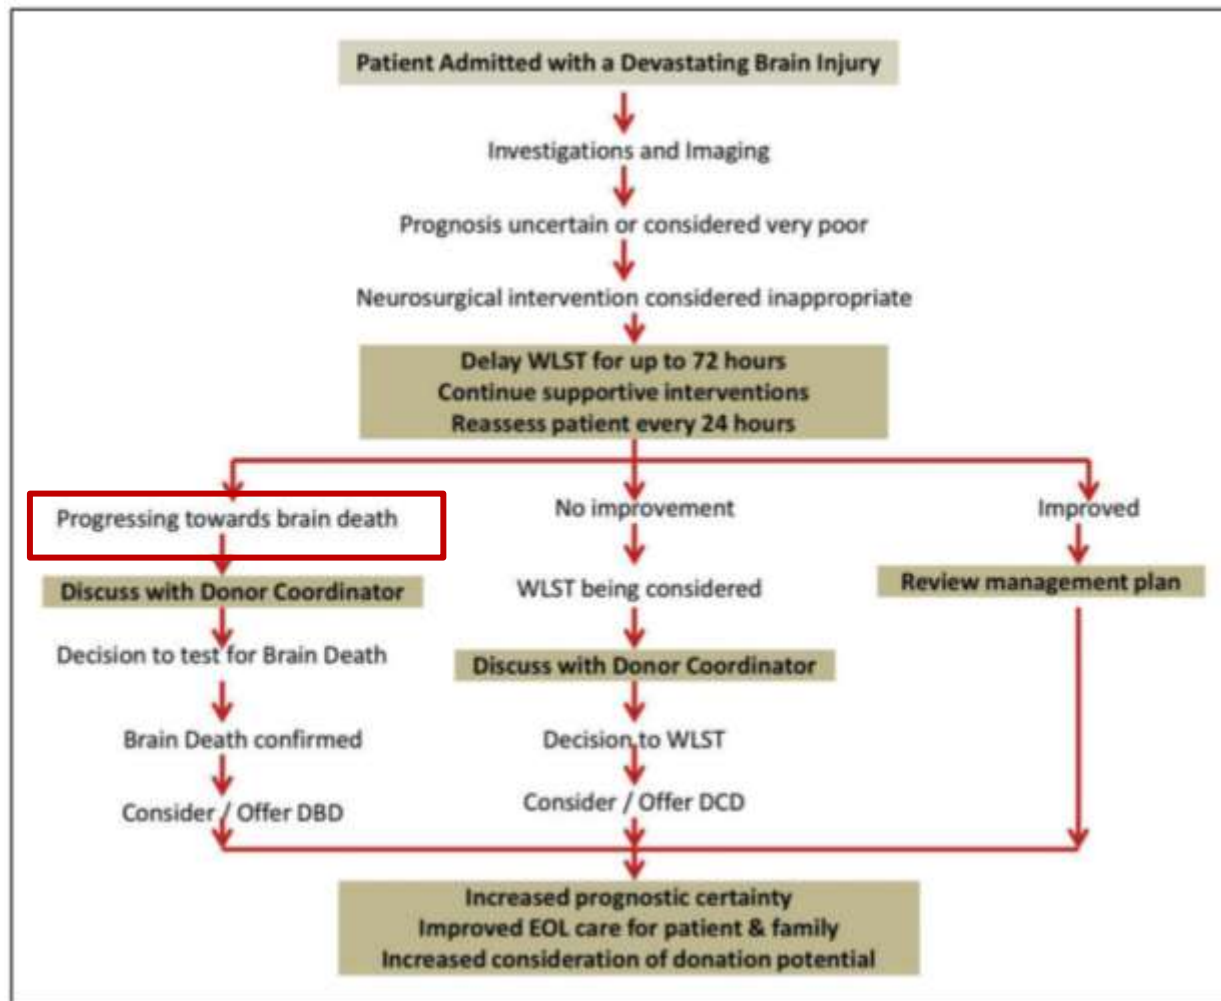 Patient Admitted with a Devastating Brain Injury
Investigations and Imaging
Prognosis uncertain or considered very poor
Neurosurgical intervention considered inappropriate
Delay WLST for up to 72 hours
Continue supportive interventions
Reassess patient every 24 hours
Progressing towards brain death
Discuss with Donor Coordinator
Decision to test for Brain Death
Brain Death confirmed
Consider / Offer DBD
No improvement
WLST being considered
Discuss with Donor Coordinator
Decision to WLST
Consider / Offer DCD
Improved
Review management plan
Increased prognostic certainty
Improved EOL care for patient & family
Increased consideration of donation potential